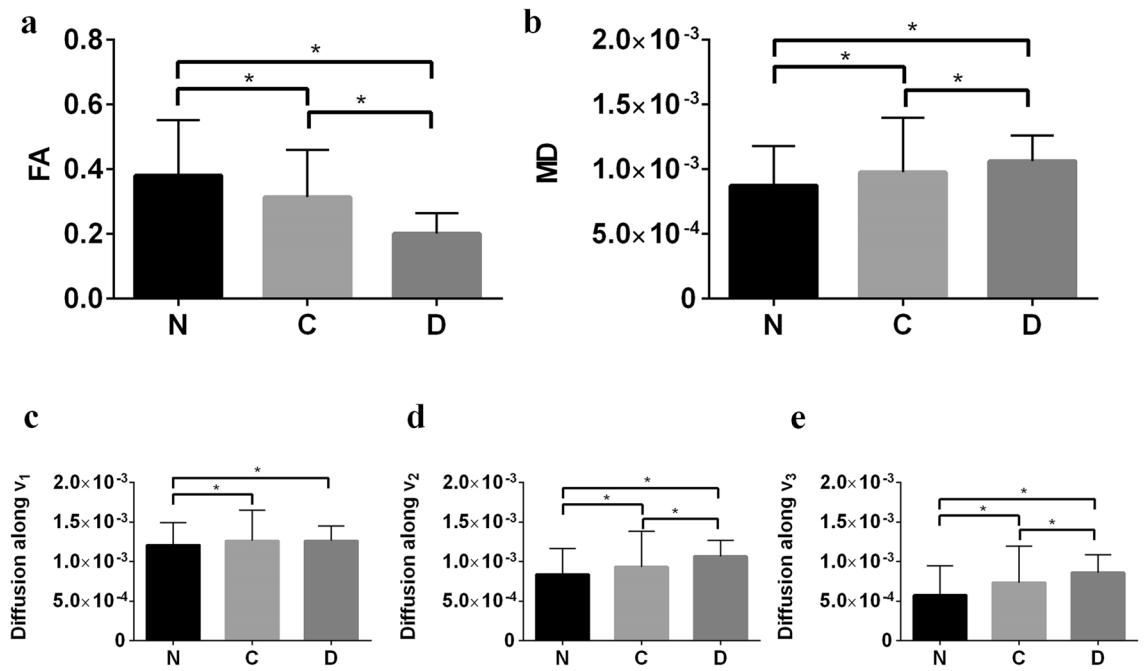 a
FA
0.8
0.6
0.4
0.2
0.0
*
*
*
N C D
b
MD
2.0×10⁻³
1.5×10⁻³
1.0×10⁻³
5.0×10⁻⁴
0
*
*
*
N C D
c
Diffusion along v₁
2.0×10⁻³
1.5×10⁻³
1.0×10⁻³
5.0×10⁻⁴
0
*
*
N C D
d
Diffusion along v₂
2.0×10⁻³
1.5×10⁻³
1.0×10⁻³
5.0×10⁻⁴
0
*
*
*
N C D
e
Diffusion along v₃
2.0×10⁻³
1.5×10⁻³
1.0×10⁻³
5.0×10⁻⁴
0
*
*
*
N C D